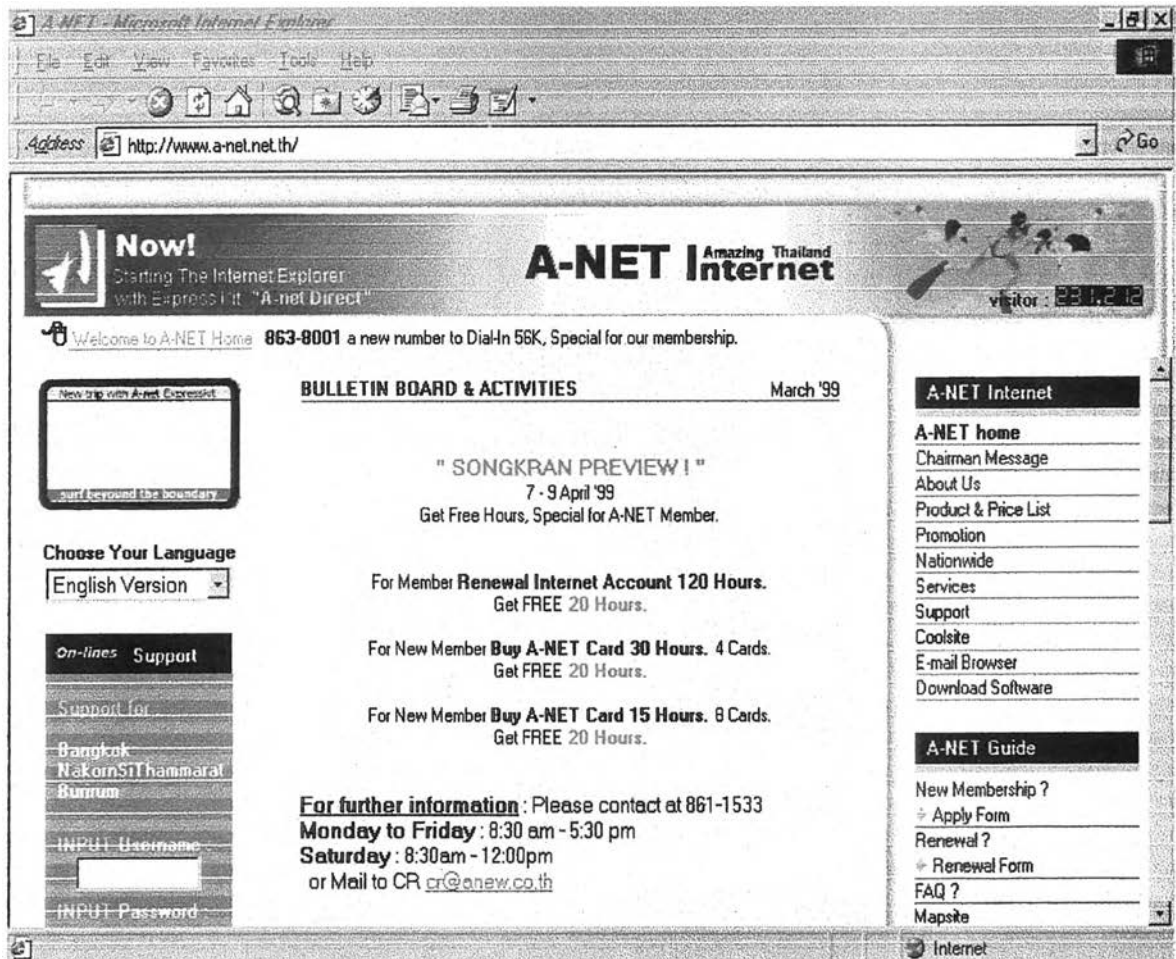 A-NET - Microsoft Internet Explorer
File Edit View Favorites Tools Help
Address http://www.a-net.net.th/ Go
Now!
Starting The Internet Explorer
with Express Kit "A-net Direct"
A-NET Internet
Amazing Thailand
visitor : 231,212
Welcome to A-NET Home 863-8001 a new number to Dial-In 56K, Special for our membership.
New trip with A-net Expresskit
surf beyound the boundary
Choose Your Language
English Version
On-lines Support
Support for
Bangkok
NakornSiThammarat
Burirum
INPUT Username :
INPUT Password :
BULLETIN BOARD & ACTIVITIES March '99
" SONGKRAN PREVIEW ! "
7 - 9 April '99
Get Free Hours, Special for A-NET Member.
For Member Renewal Internet Account 120 Hours.
Get FREE 20 Hours.
For New Member Buy A-NET Card 30 Hours. 4 Cards.
Get FREE 20 Hours.
For New Member Buy A-NET Card 15 Hours. 8 Cards.
Get FREE 20 Hours.
For further information : Please contact at 861-1533
Monday to Friday : 8:30 am - 5:30 pm
Saturday : 8:30am - 12:00pm
or Mail to CR cr@anew.co.th
A-NET Internet
A-NET home
Chairman Message
About Us
Product & Price List
Promotion
Nationwide
Services
Support
Coolsite
E-mail Browser
Download Software
A-NET Guide
New Membership ?
Apply Form
Renewal ?
Renewal Form
FAQ ?
Mapsite
Internet